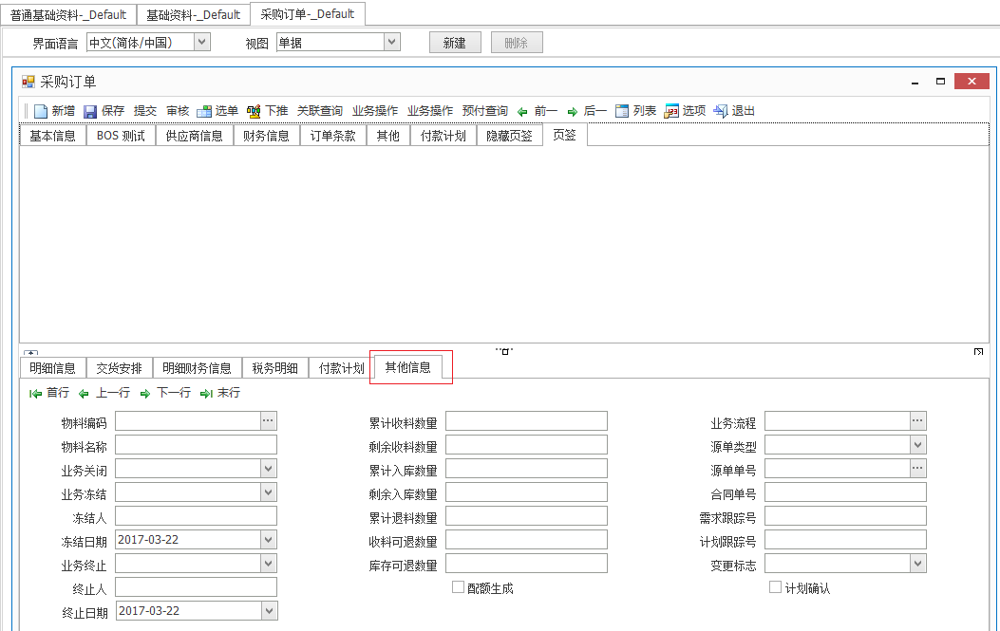 普通基础资料-_Default 基础资料-_Default 采购订单-_Default
界面语言 中文(简体/中国) 视图 单据 新建 删除
采购订单
新增 保存 提交 审核 选单 下推 关联查询 业务操作 业务操作 预付查询 前一 后一 列表 选项 退出
基本信息 BOS 测试 供应商信息 财务信息 订单条款 其他 付款计划 隐藏页签 页签
明细信息 交货安排 明细财务信息 税务明细 付款计划 其他信息
首行 上一行 下一行 末行
物料编码 累计收料数量 业务流程
物料名称 剩余收料数量 源单类型
业务关闭 累计入库数量 源单单号
业务冻结 剩余入库数量 合同单号
冻结人 累计退料数量 需求跟踪号
冻结日期 2017-03-22 收料可退数量 计划跟踪号
业务终止 库存可退数量 变更标志
终止人 配额生成 计划确认
终止日期 2017-03-22